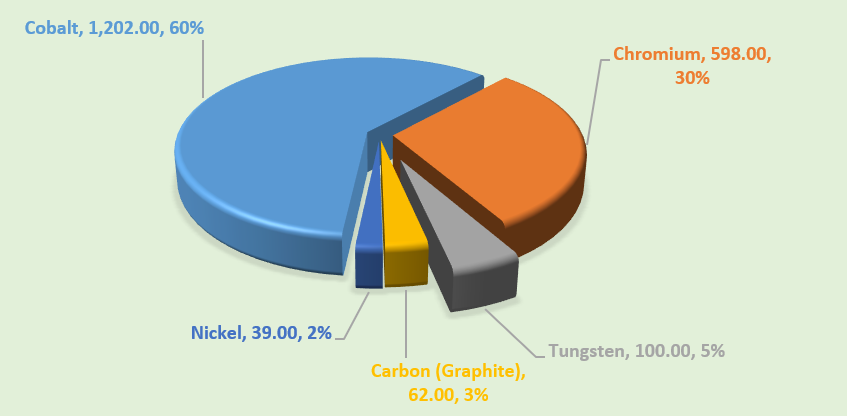 Cobalt, 1,202.00, 60%
Chromium, 598.00,
30%
Nickel, 39.00, 2%
Tungsten, 100.00, 5%
Carbon (Graphite),
62.00, 3%